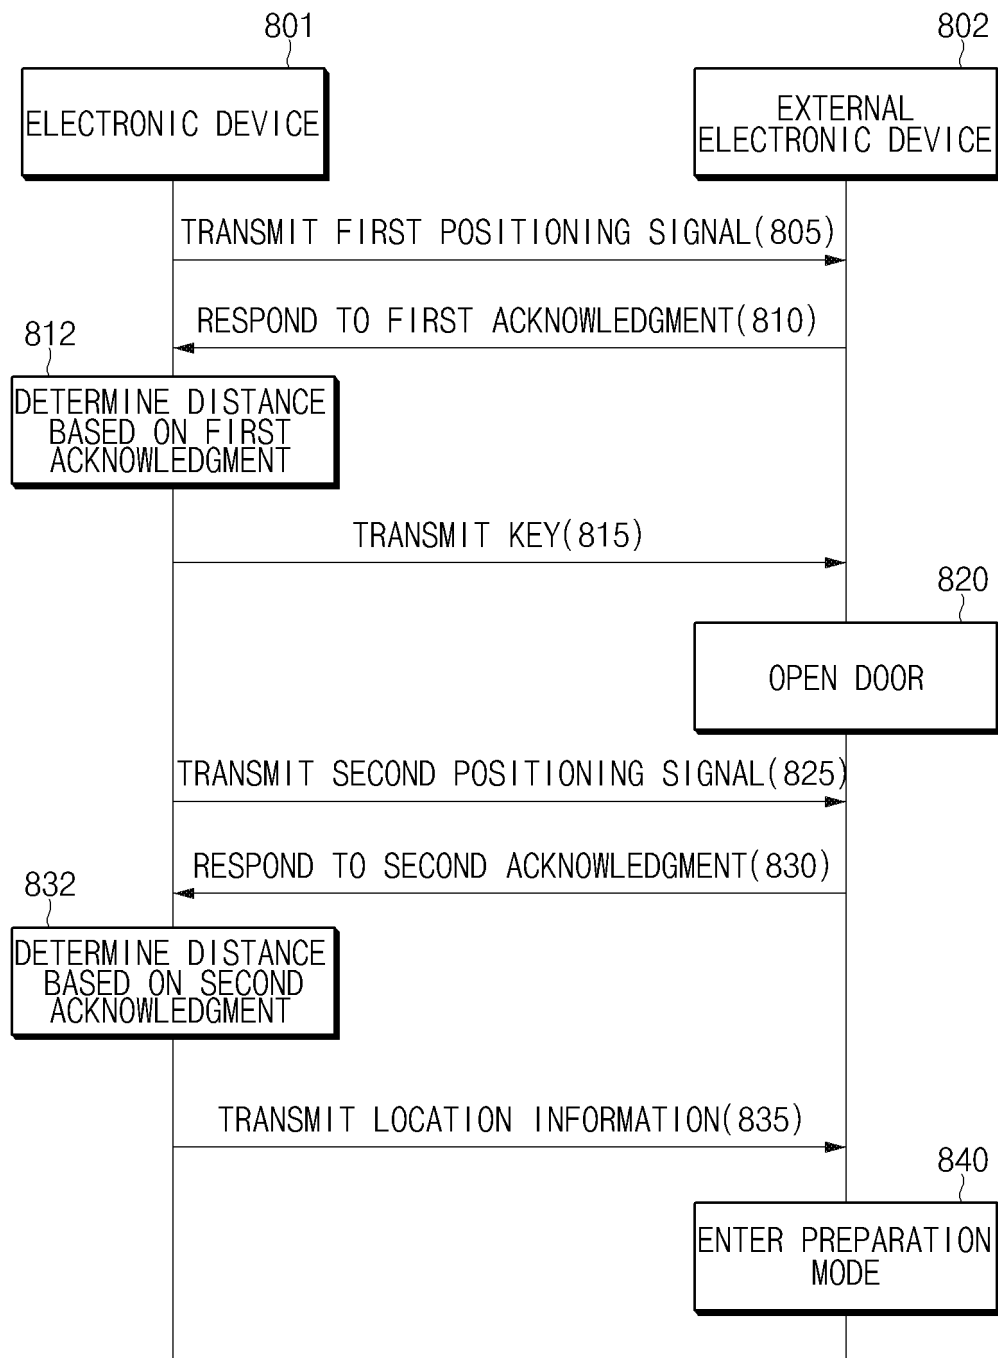 801
802
ELECTRONIC DEVICE
EXTERNAL
ELECTRONIC DEVICE
TRANSMIT FIRST POSITIONING SIGNAL(805)
RESPOND TO FIRST ACKNOWLEDGMENT(810)
812
DETERMINE DISTANCE
BASED ON FIRST
ACKNOWLEDGMENT
TRANSMIT KEY(815)
820
OPEN DOOR
TRANSMIT SECOND POSITIONING SIGNAL(825)
RESPOND TO SECOND ACKNOWLEDGMENT(830)
832
DETERMINE DISTANCE
BASED ON SECOND
ACKNOWLEDGMENT
TRANSMIT LOCATION INFORMATION(835)
840
ENTER PREPARATION
MODE